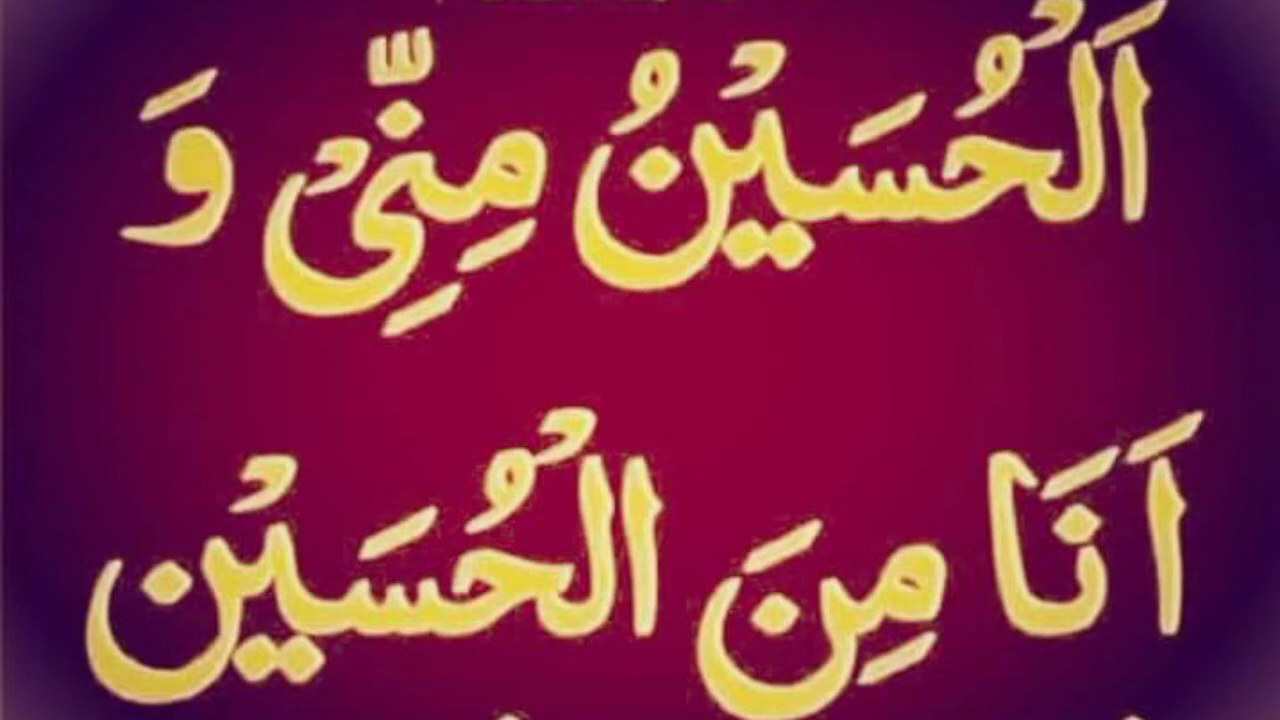 اَلْحُسَيْنُ مِنِّىْ وَ
اَنَا مِنَ الْحُسَيْن